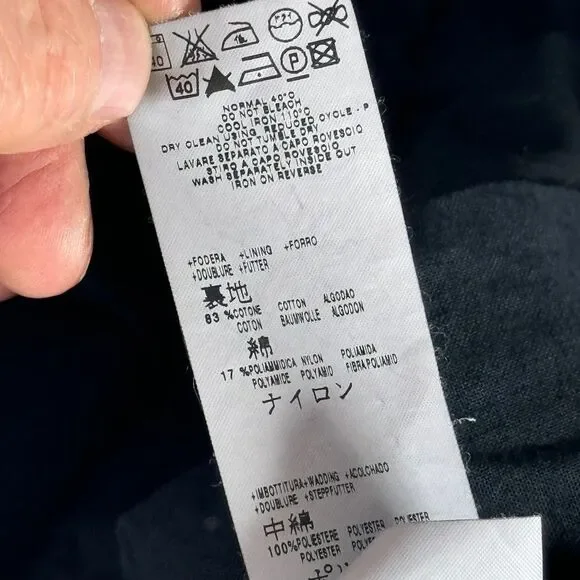 40
40
P
NORMAL 40°C
DO NOT BLEACH
COOL IRON 110°C
DRY CLEAN USING REDUCED CYCLE - P
DO NOT TUMBLE DRY
LAVARE SEPARATO A CAPO ROVESCIO
STIRO A CAPO ROVESCIO
WASH SEPARATELY INSIDE OUT
IRON ON REVERSE
+FODERA +LINING +FORRO
+DOUBLURE +FUTTER
裏地
83 %COTONE COTTON ALGODAO
COTON BAUMWOLLE ALGODON
綿
17 %POLIAMMIDICA NYLON POLIAMIDA
POLYAMIDE POLYAMID FIBRAPOLIAMID
ナイロン
+IMBOTTITURA+WADDING +ACOLCHADO
+DOUBLURE +STEPPFUTTER
中綿
100%POLIESTERE POLYESTER POLYESTER
POLYESTER POLY